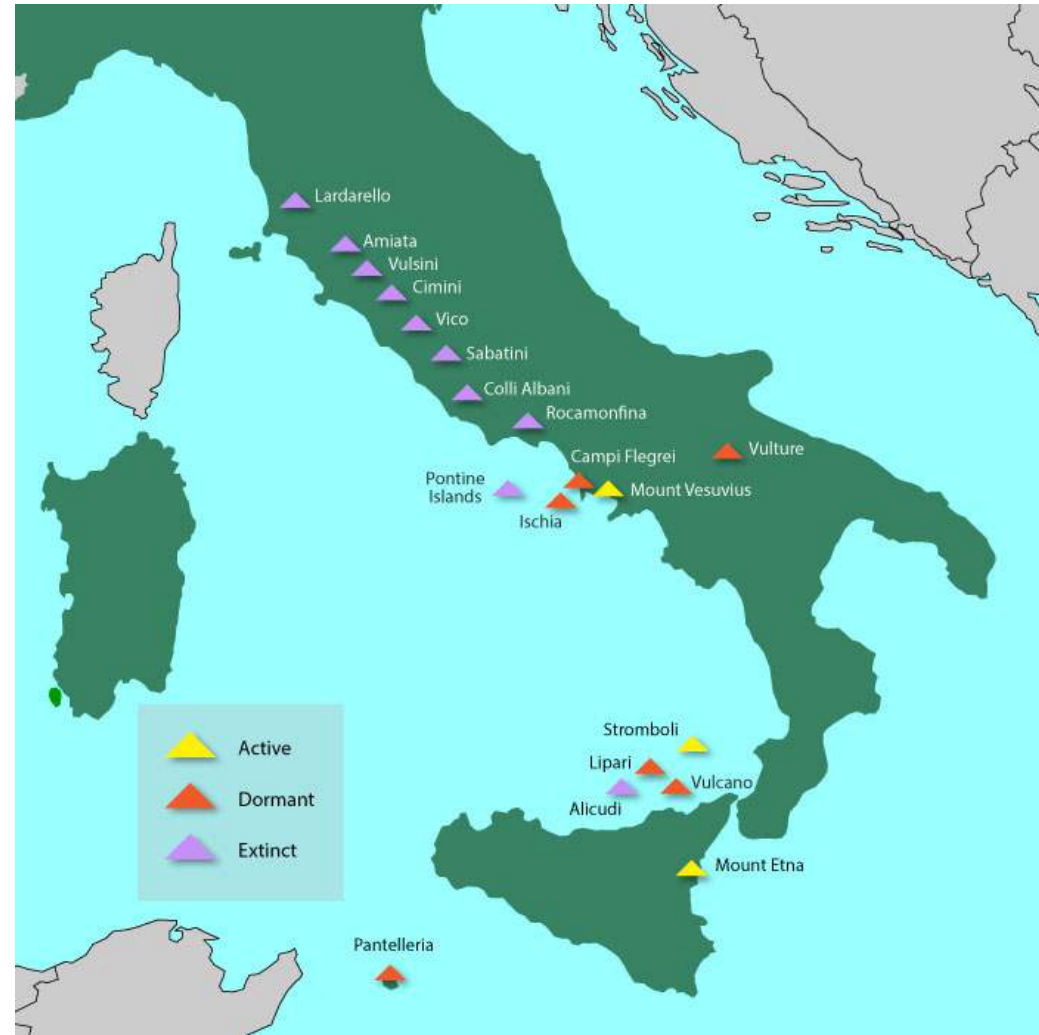 Lardarello
Amiata
Vulsini
Cimini
Vico
Sabatini
Colli Albani
Rocamonfina
Campi Flegrei
Vulture
Pontine
Islands
Mount Vesuvius
Ischia
Stromboli
Lipari
Vulcano
Alicudi
Mount Etna
Pantelleria
Active
Dormant
Extinct